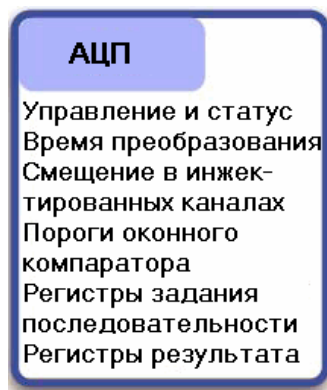 АЦП
Управление и статус
Время преобразования
Смещение в инжек-
тированных каналах
Пороги оконного
компаратора
Регистры задания
последовательности
Регистры результата